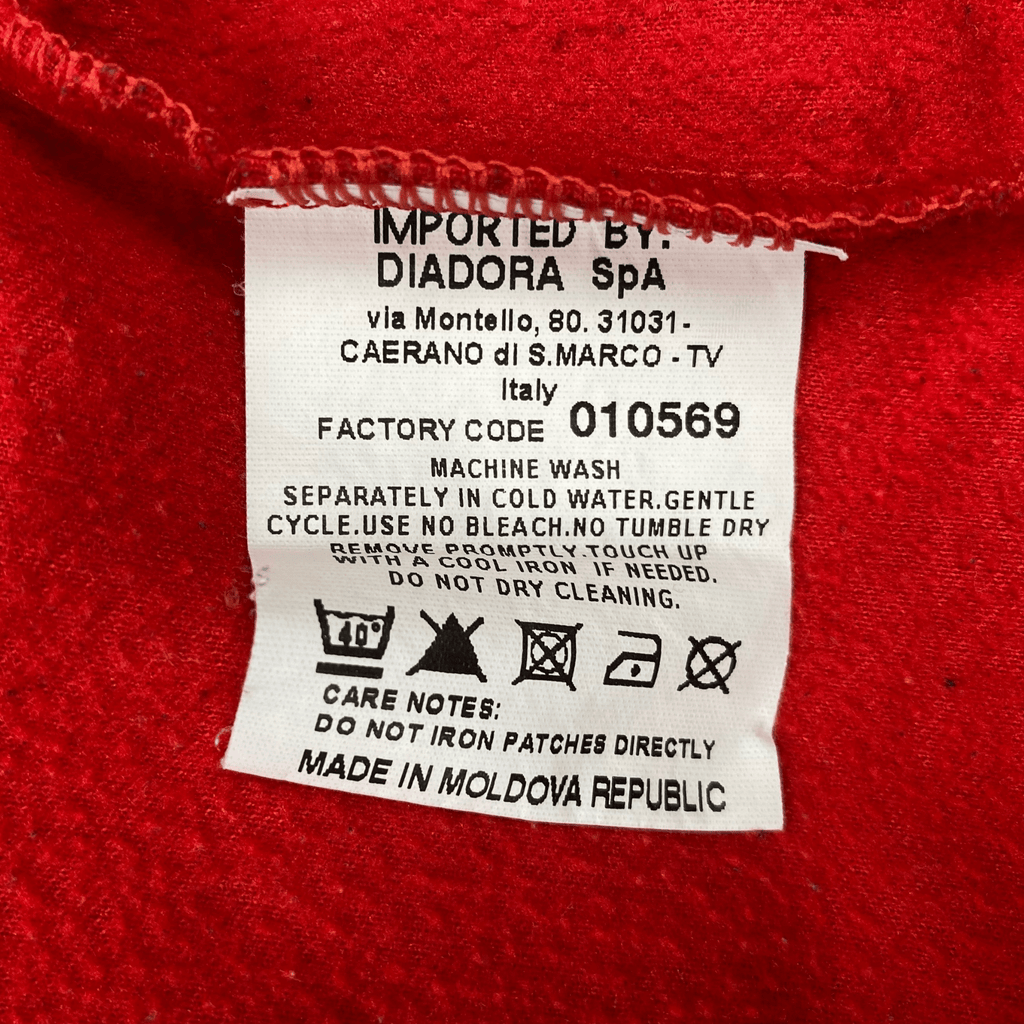 IMPORTED BY:
DIADORA SpA
via Montello, 80. 31031-
CAERANO di S.MARCO - TV
Italy
FACTORY CODE 010569
MACHINE WASH
SEPARATELY IN COLD WATER.GENTLE
CYCLE.USE NO BLEACH.NO TUMBLE DRY
REMOVE PROMPTLY.TOUCH UP
WITH A COOL IRON IF NEEDED.
DO NOT DRY CLEANING.
40°
CARE NOTES:
DO NOT IRON PATCHES DIRECTLY
MADE IN MOLDOVA REPUBLIC